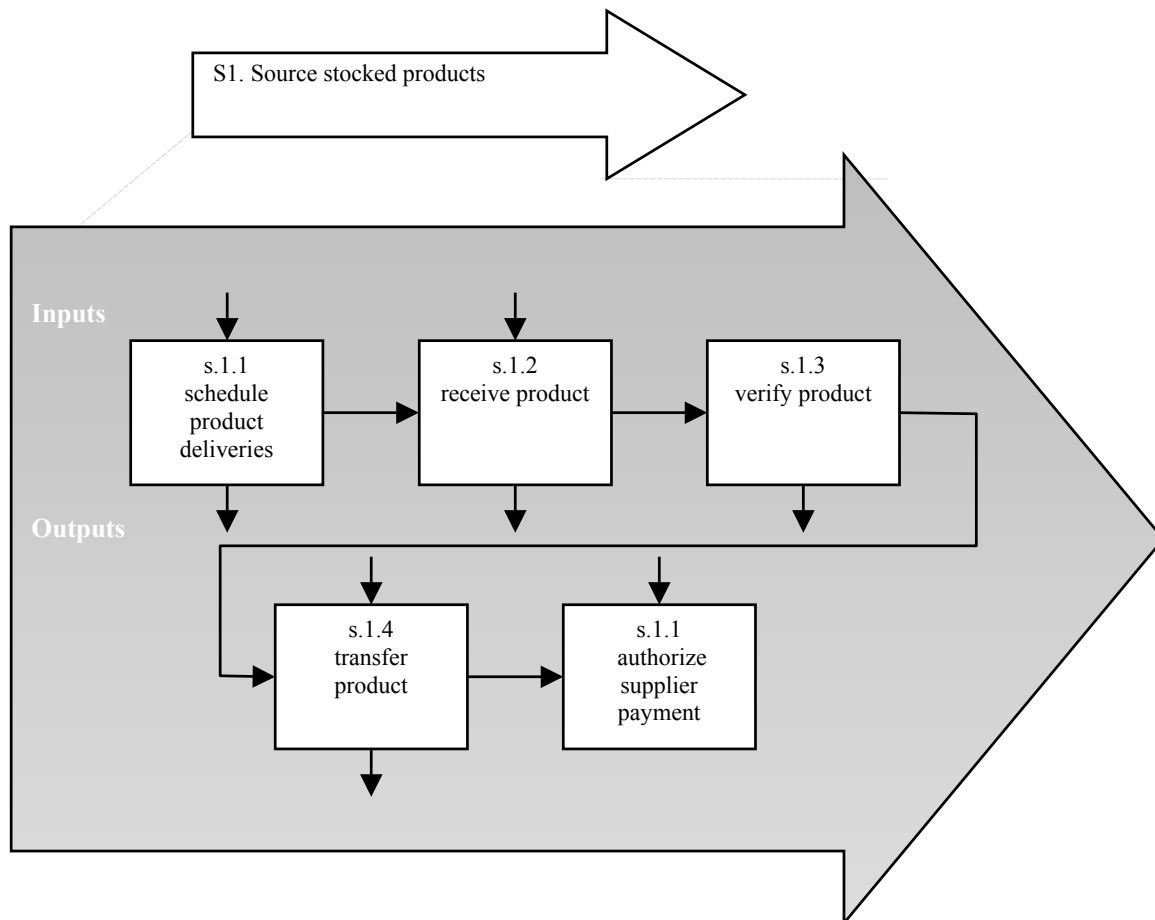 S1. Source stocked products
Inputs
s.1.1
schedule
product
deliveries
s.1.2
receive product
s.1.3
verify product
Outputs
s.1.4
transfer
product
s.1.1
authorize
supplier
payment